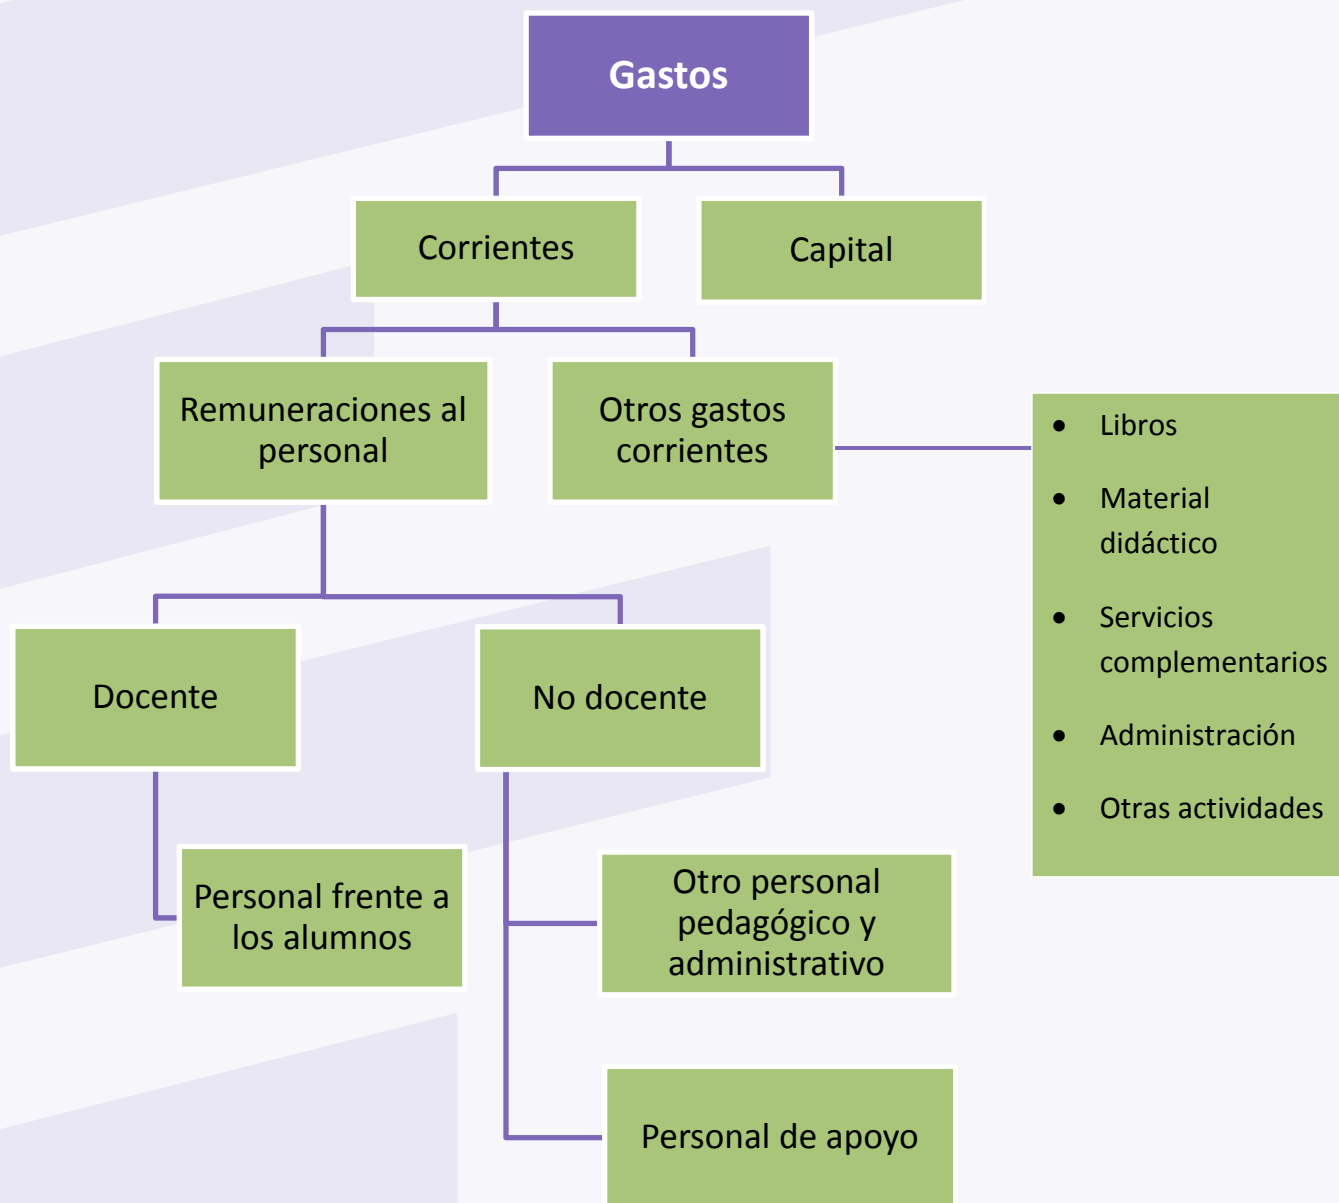 Gastos
Corrientes
Capital
Remuneraciones al
personal
Otros gastos
corrientes
• Libros
• Material
didáctico
• Servicios
complementarios
• Administración
• Otras actividades
Docente
No docente
Personal frente a
los alumnos
Otro personal
pedagógico y
administrativo
Personal de apoyo